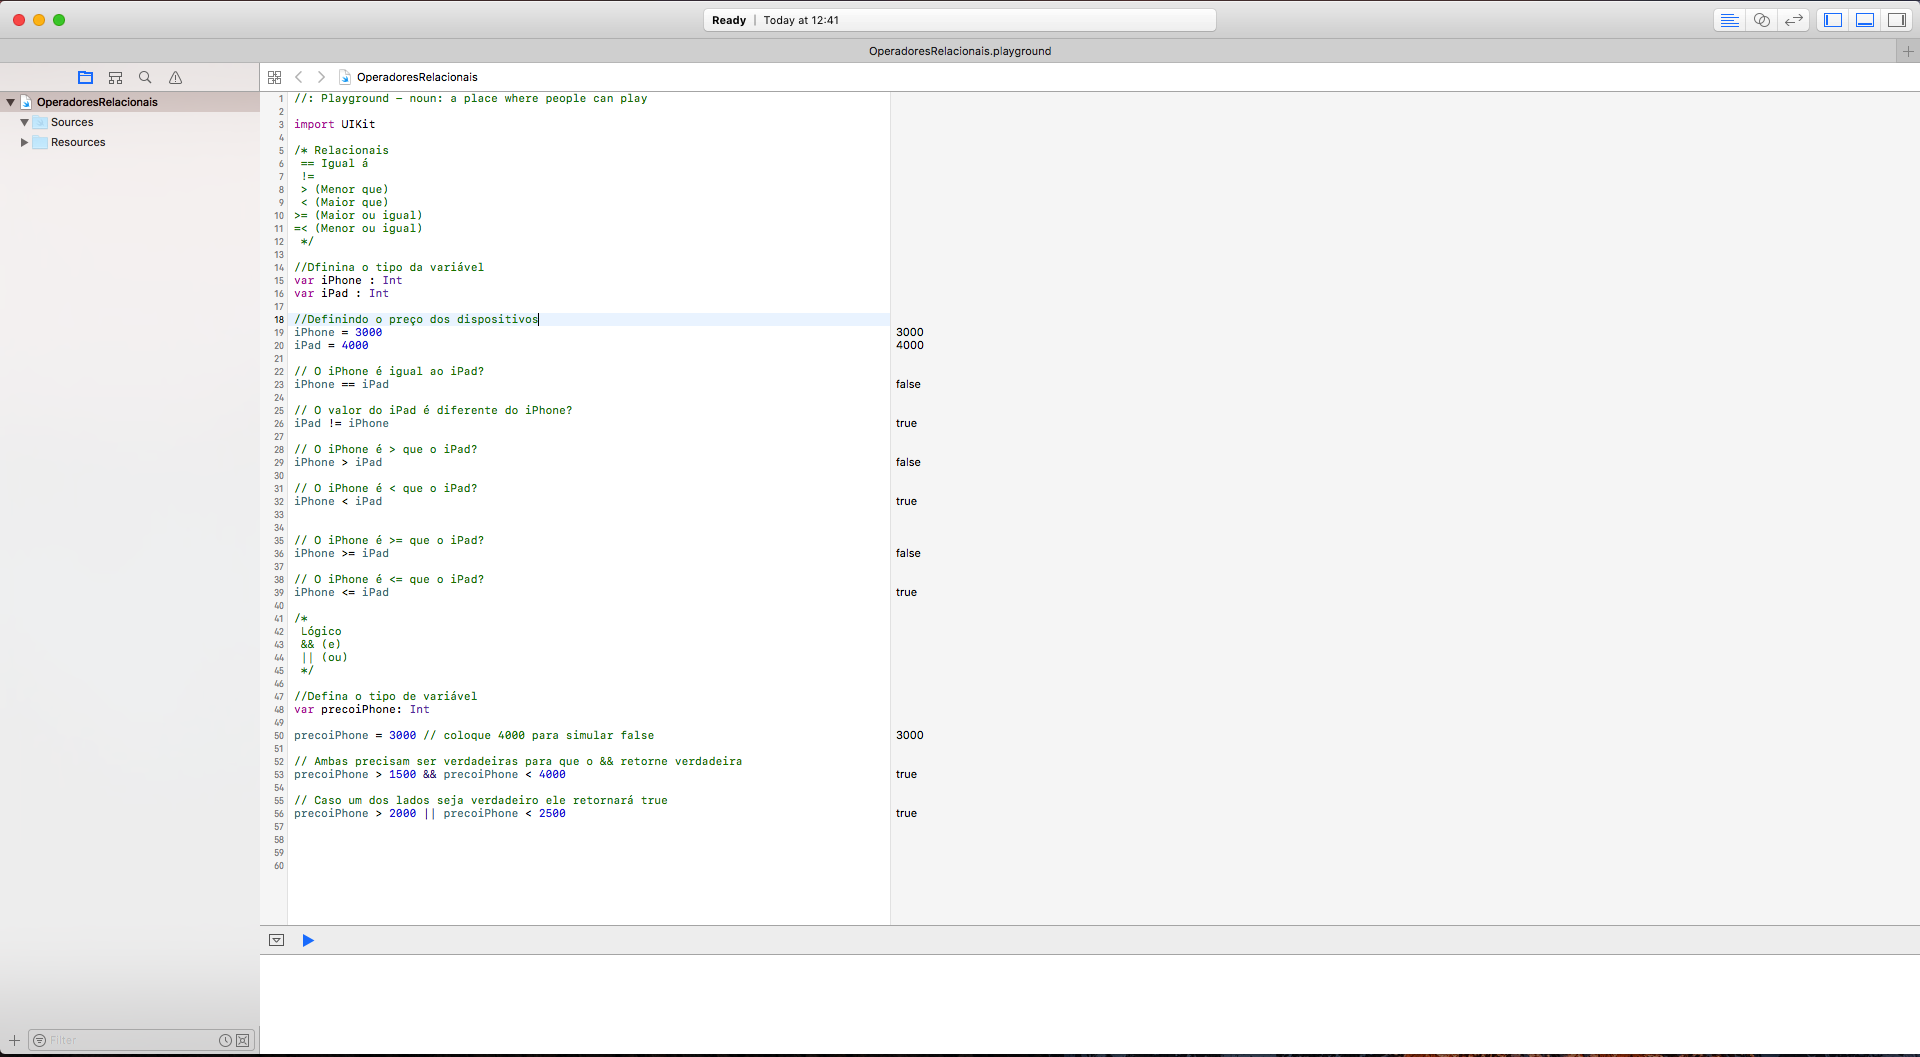 Ready | Today at 12:41
OperadoresRelacionais.playground
OperadoresRelacionais
Sources
Resources
Filter
OperadoresRelacionais
1 //: Playground - noun: a place where people can play
2
3 import UIKit
4
5 /* Relacionais
6 == Igual á
7 !=
8 > (Menor que)
9 < (Maior que)
10 >= (Maior ou igual)
11 =< (Menor ou igual)
12 */
13
14 //Dfinina o tipo da variável
15 var iPhone : Int
16 var iPad : Int
17
18 //Definindo o preço dos dispositivos
19 iPhone = 3000 3000
20 iPad = 4000 4000
21
22 // O iPhone é igual ao iPad?
23 iPhone == iPad false
24
25 // O valor do iPad é diferente do iPhone?
26 iPad != iPhone true
27
28 // O iPhone é > que o iPad?
29 iPhone > iPad false
30
31 // O iPhone é < que o iPad?
32 iPhone < iPad true
33
34
35 // O iPhone é >= que o iPad?
36 iPhone >= iPad false
37
38 // O iPhone é <= que o iPad?
39 iPhone <= iPad true
40
41 /*
42 Lógico
43 && (e)
44 || (ou)
45 */
46
47 //Defina o tipo de variável
48 var precoiPhone: Int
49
50 precoiPhone = 3000 // coloque 4000 para simular false 3000
51
52 // Ambas precisam ser verdadeiras para que o && retorne verdadeira
53 precoiPhone > 1500 && precoiPhone < 4000 true
54
55 // Caso um dos lados seja verdadeiro ele retornará true
56 precoiPhone > 2000 || precoiPhone < 2500 true
57
58
59
60